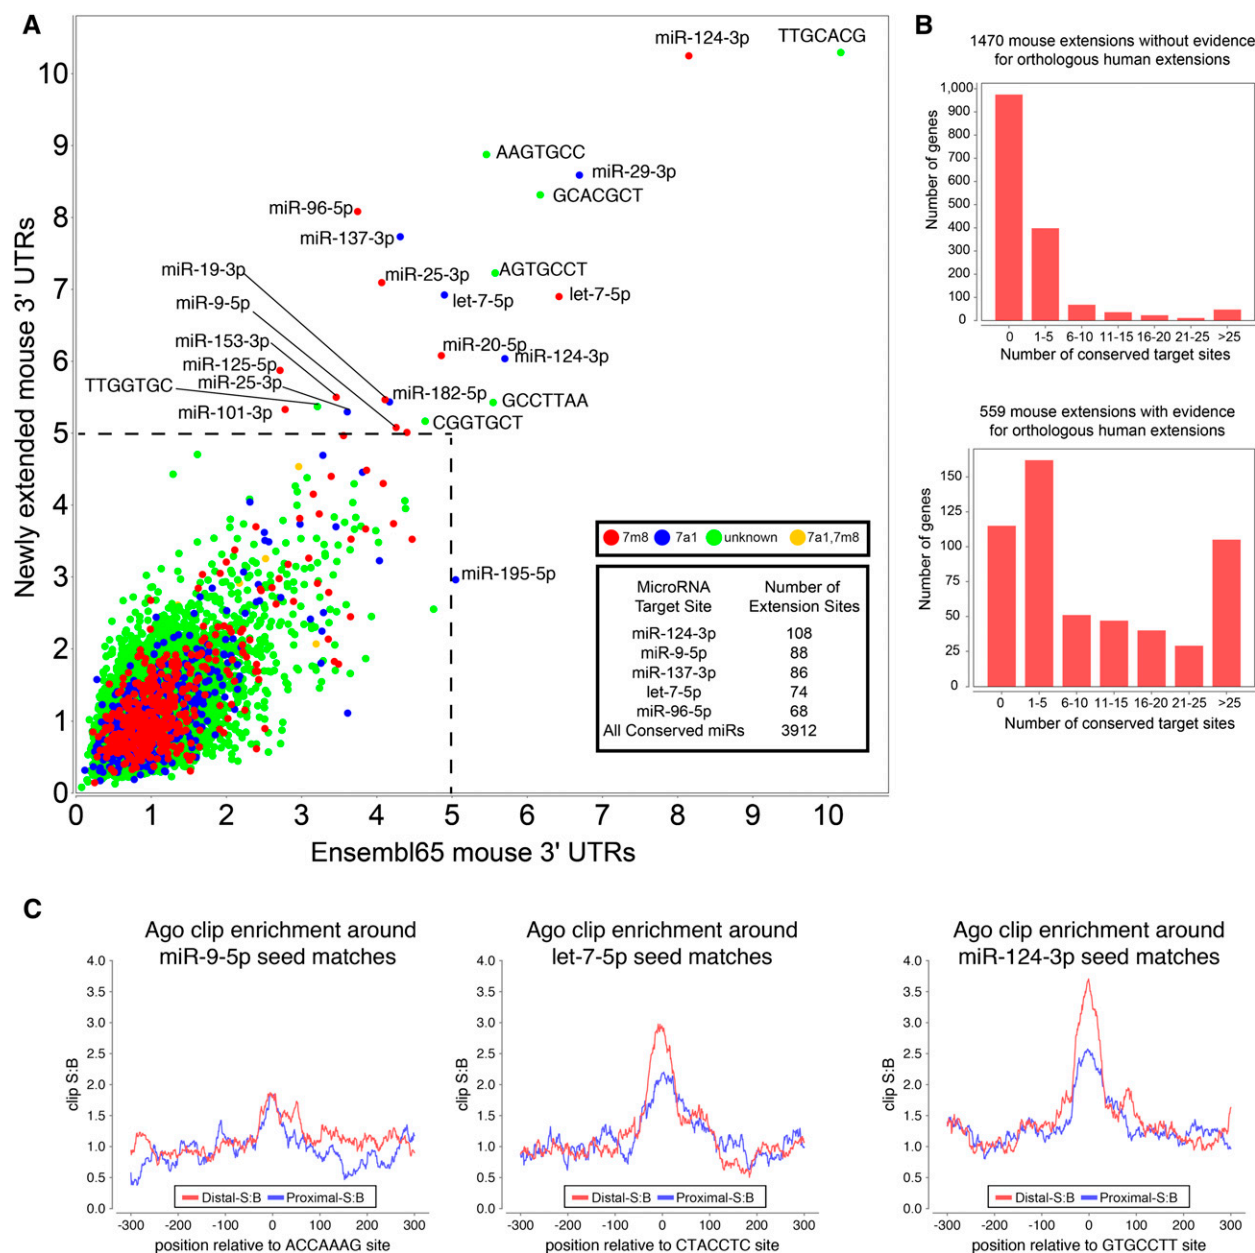 A
Newly extended mouse 3' UTRs
10
9
8
7
6
5
4
3
2
1
0
0 1 2 3 4 5 6 7 8 9 10
Ensembl65 mouse 3' UTRs
miR-124-3p
TTGCACG
AAGTGCC
miR-29-3p
GCACGCT
miR-96-5p
miR-137-3p
miR-19-3p
miR-25-3p
AGTGCCT
miR-9-5p
let-7-5p
let-7-5p
miR-153-3p
miR-20-5p
miR-124-3p
miR-125-5p
TTGGTGC
miR-25-3p
miR-182-5p
GCCTTAA
miR-101-3p
CGGTGCT
miR-195-5p
7m8 7a1 unknown 7a1,7m8
MicroRNA Number of
Target Site Extension Sites
miR-124-3p 108
miR-9-5p 88
miR-137-3p 86
let-7-5p 74
miR-96-5p 68
All Conserved miRs 3912
B
1470 mouse extensions without evidence
for orthologous human extensions
Number of genes
1,000
900
800
700
600
500
400
300
200
100
0
0 1-5 6-10 11-15 16-20 21-25 >25
Number of conserved target sites
559 mouse extensions with evidence
for orthologous human extensions
Number of genes
150
125
100
75
50
25
0
0 1-5 6-10 11-15 16-20 21-25 >25
Number of conserved target sites
C
Ago clip enrichment around
miR-9-5p seed matches
clip S:B
4.0
3.5
3.0
2.5
2.0
1.5
1.0
0.5
0.0
Distal-S:B Proximal-S:B
-300 -200 -100 0 100 200 300
position relative to ACCAAAG site
Ago clip enrichment around
let-7-5p seed matches
clip S:B
4.0
3.5
3.0
2.5
2.0
1.5
1.0
0.5
0.0
Distal-S:B Proximal-S:B
-300 -200 -100 0 100 200 300
position relative to CTACCTC site
Ago clip enrichment around
miR-124-3p seed matches
clip S:B
4.0
3.5
3.0
2.5
2.0
1.5
1.0
0.5
0.0
Distal-S:B Proximal-S:B
-300 -200 -100 0 100 200 300
position relative to GTGCCTT site